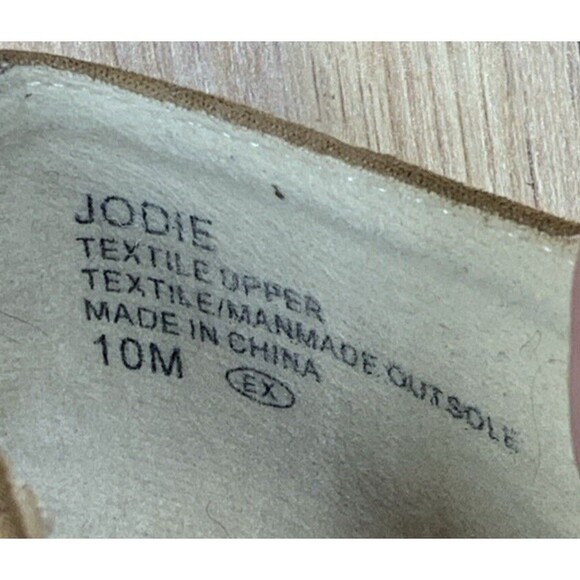 JODIE
TEXTILE UPPER
TEXTILE/MANMADE OUTSOLE
MADE IN CHINA
10M EX